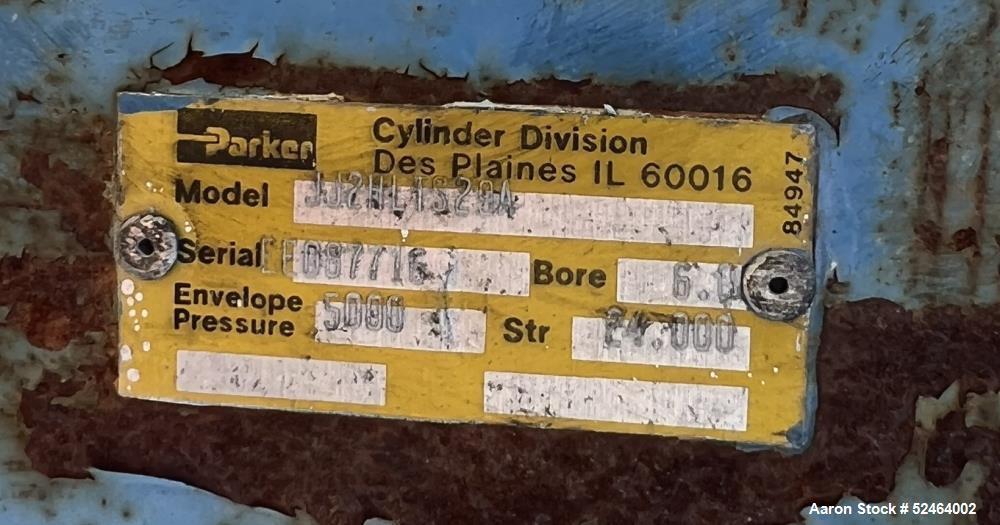 Parker
Cylinder Division
Des Plaines IL 60016
Model
Serial
Bore 6.0
Envelope
Pressure 5000
Str 24.000
84947
Aaron Stock # 52464002